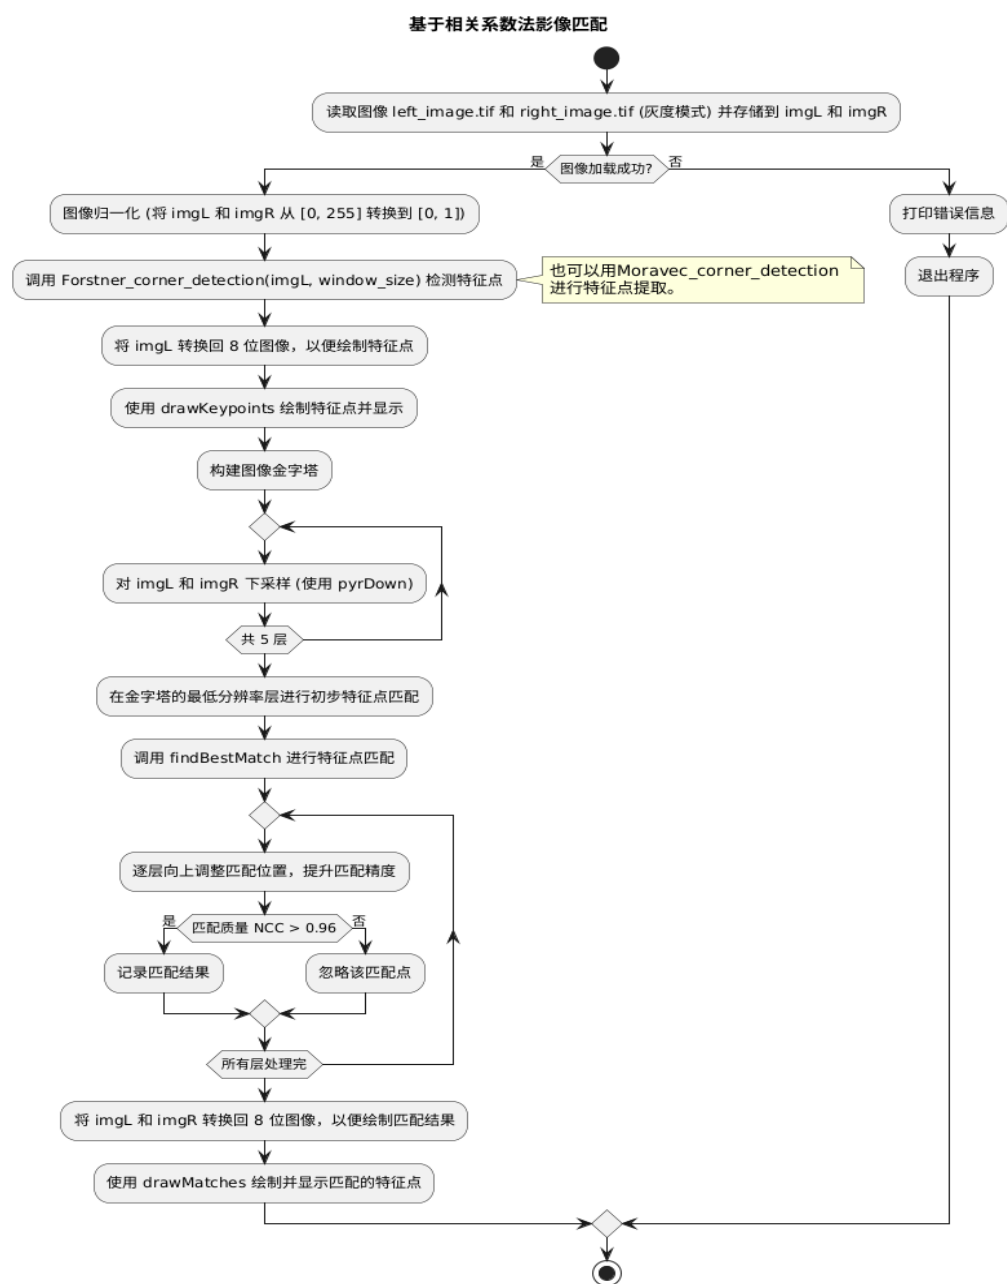 基于相关系数法影像匹配
读取图像 left_image.tif 和 right_image.tif (灰度模式) 并存储到 imgL 和 imgR
是
图像加载成功?
否
图像归一化 (将 imgL 和 imgR 从 [0, 255] 转换到 [0, 1])
打印错误信息
调用 Forstner_corner_detection(imgL, window_size) 检测特征点
也可以用Moravec_corner_detection
进行特征点提取。
退出程序
将 imgL 转换回 8 位图像，以便绘制特征点
使用 drawKeypoints 绘制特征点并显示
构建图像金字塔
对 imgL 和 imgR 下采样 (使用 pyrDown)
共 5 层
在金字塔的最低分辨率层进行初步特征点匹配
调用 findBestMatch 进行特征点匹配
逐层向上调整匹配位置，提升匹配精度
是
匹配质量 NCC > 0.96
否
记录匹配结果
忽略该匹配点
所有层处理完
将 imgL 和 imgR 转换回 8 位图像，以便绘制匹配结果
使用 drawMatches 绘制并显示匹配的特征点